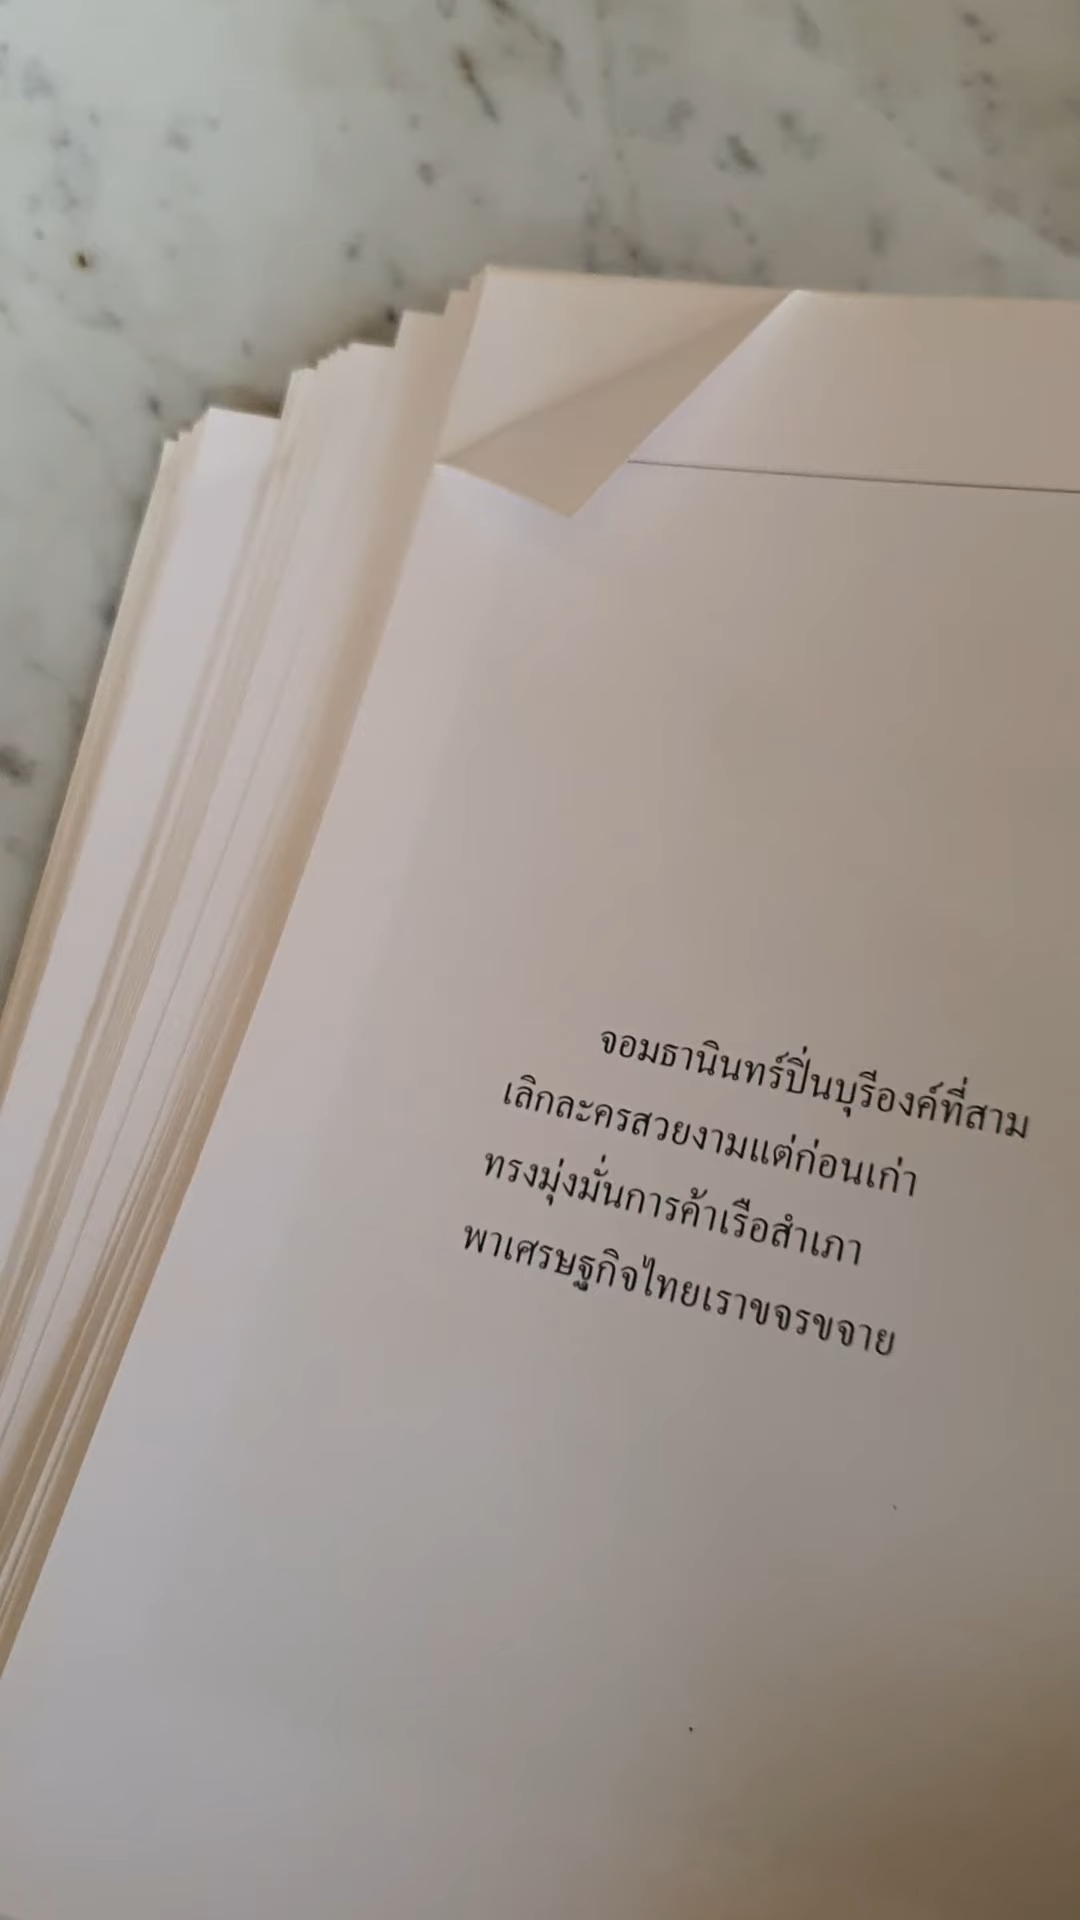 จอมธานินทร์ปิ่นบุรีองค์ที่สาม
เลิกละครสวยงามแต่ก่อนเก่า
ทรงมุ่งมั่นการค้าเรือสำเภา
พาเศรษฐกิจไทยเราขจรขจาย